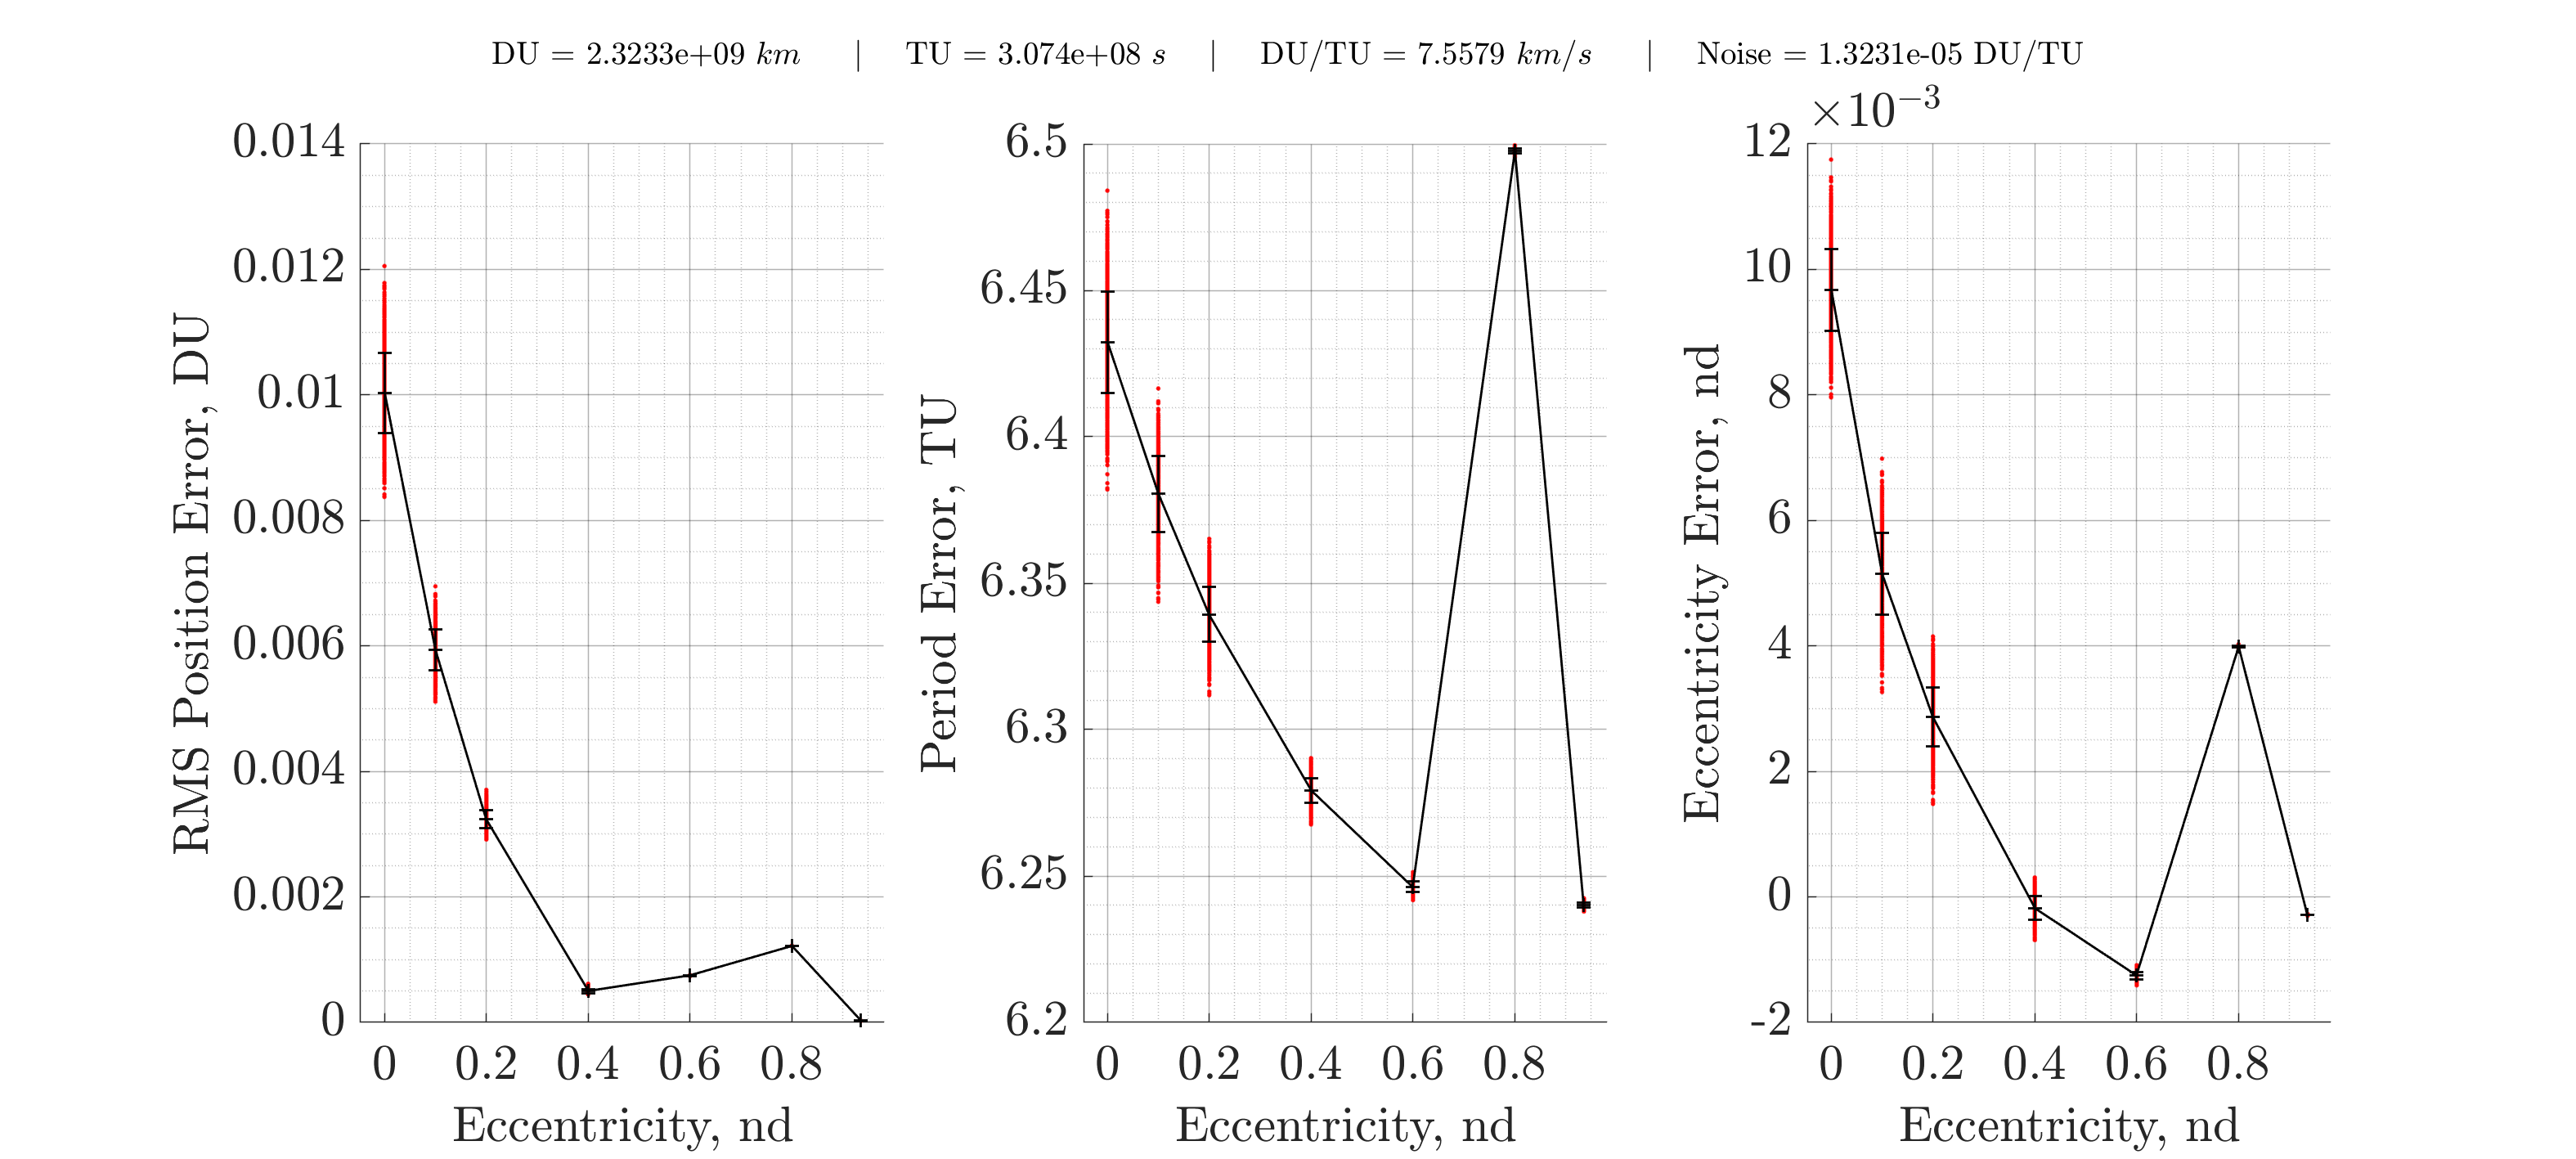 DU = 2.3233e+09 km | TU = 3.074e+08 s | DU/TU = 7.5579 km/s | Noise = 1.3231e-05 DU/TU
RMS Position Error, DU
0.014
0.012
0.01
0.008
0.006
0.004
0.002
0
0 0.2 0.4 0.6 0.8
Eccentricity, nd
Period Error, TU
6.5
6.45
6.4
6.35
6.3
6.25
6.2
0 0.2 0.4 0.6 0.8
Eccentricity, nd
Eccentricity Error, nd
×10⁻³
12
10
8
6
4
2
0
-2
0 0.2 0.4 0.6 0.8
Eccentricity, nd